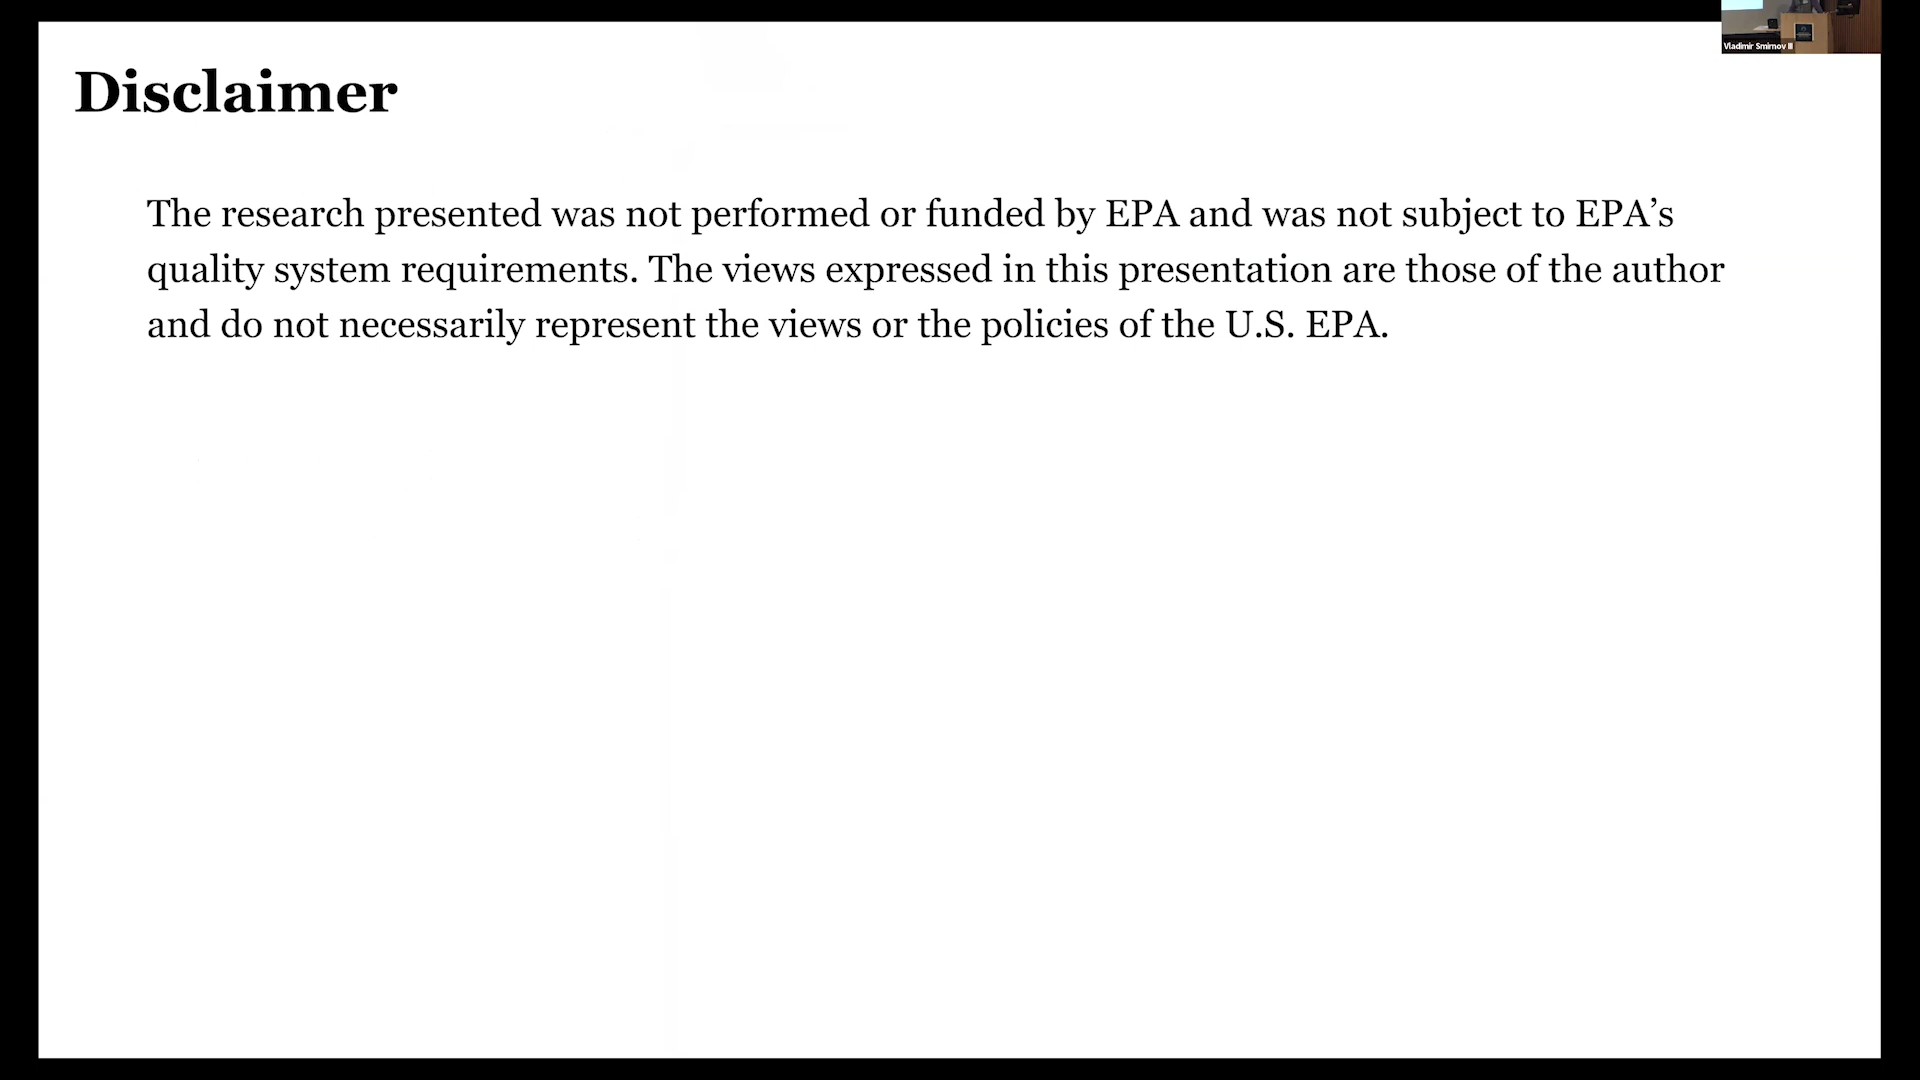 Disclaimer
The research presented was not performed or funded by EPA and was not subject to EPA’s
quality system requirements. The views expressed in this presentation are those of the author
and do not necessarily represent the views or the policies of the U.S. EPA.
Vladimir Smirnov III